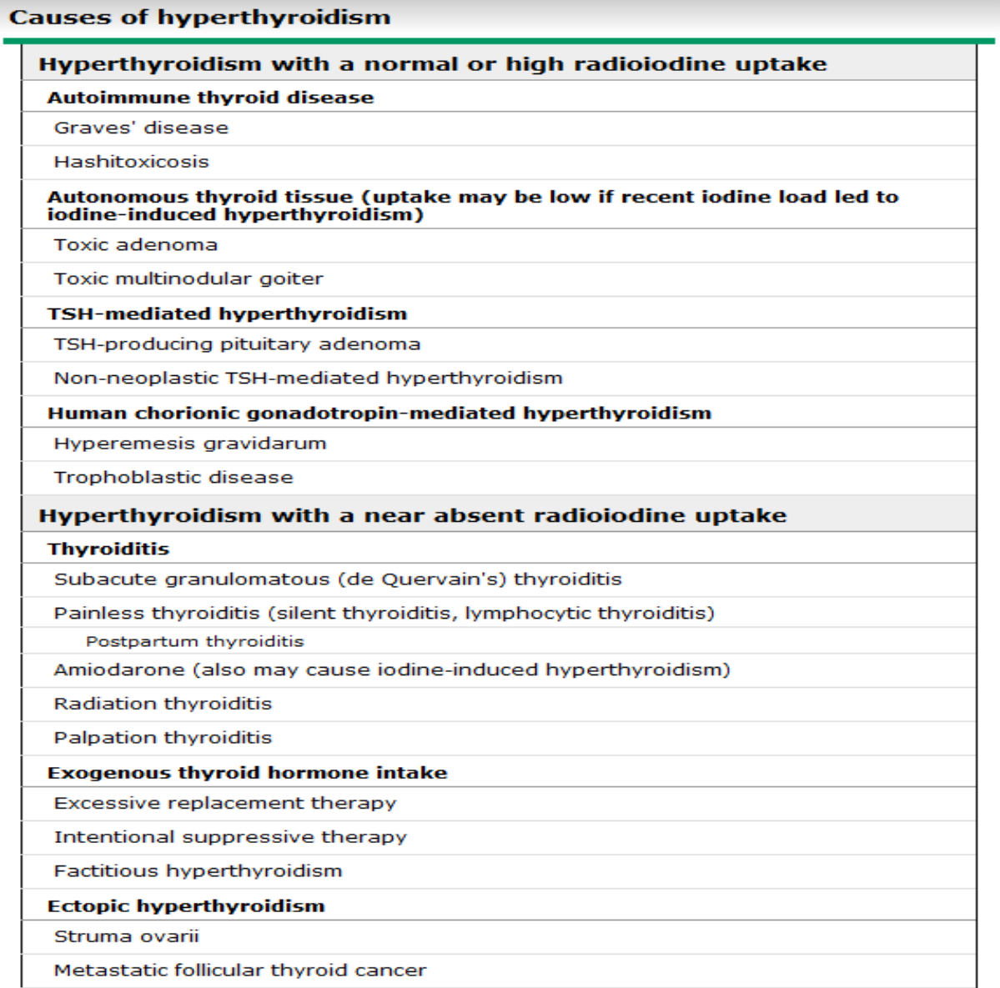 Causes of hyperthyroidism
Hyperthyroidism with a normal or high radioiodine uptake
Autoimmune thyroid disease
Graves' disease
Hashitoxicosis
Autonomous thyroid tissue (uptake may be low if recent iodine load led to
iodine-induced hyperthyroidism)
Toxic adenoma
Toxic multinodular goiter
TSH-mediated hyperthyroidism
TSH-producing pituitary adenoma
Non-neoplastic TSH-mediated hyperthyroidism
Human chorionic gonadotropin-mediated hyperthyroidism
Hyperemesis gravidarum
Trophoblastic disease
Hyperthyroidism with a near absent radioiodine uptake
Thyroiditis
Subacute granulomatous (de Quervain's) thyroiditis
Painless thyroiditis (silent thyroiditis, lymphocytic thyroiditis)
Postpartum thyroiditis
Amiodarone (also may cause iodine-induced hyperthyroidism)
Radiation thyroiditis
Palpation thyroiditis
Exogenous thyroid hormone intake
Excessive replacement therapy
Intentional suppressive therapy
Factitious hyperthyroidism
Ectopic hyperthyroidism
Struma ovarii
Metastatic follicular thyroid cancer